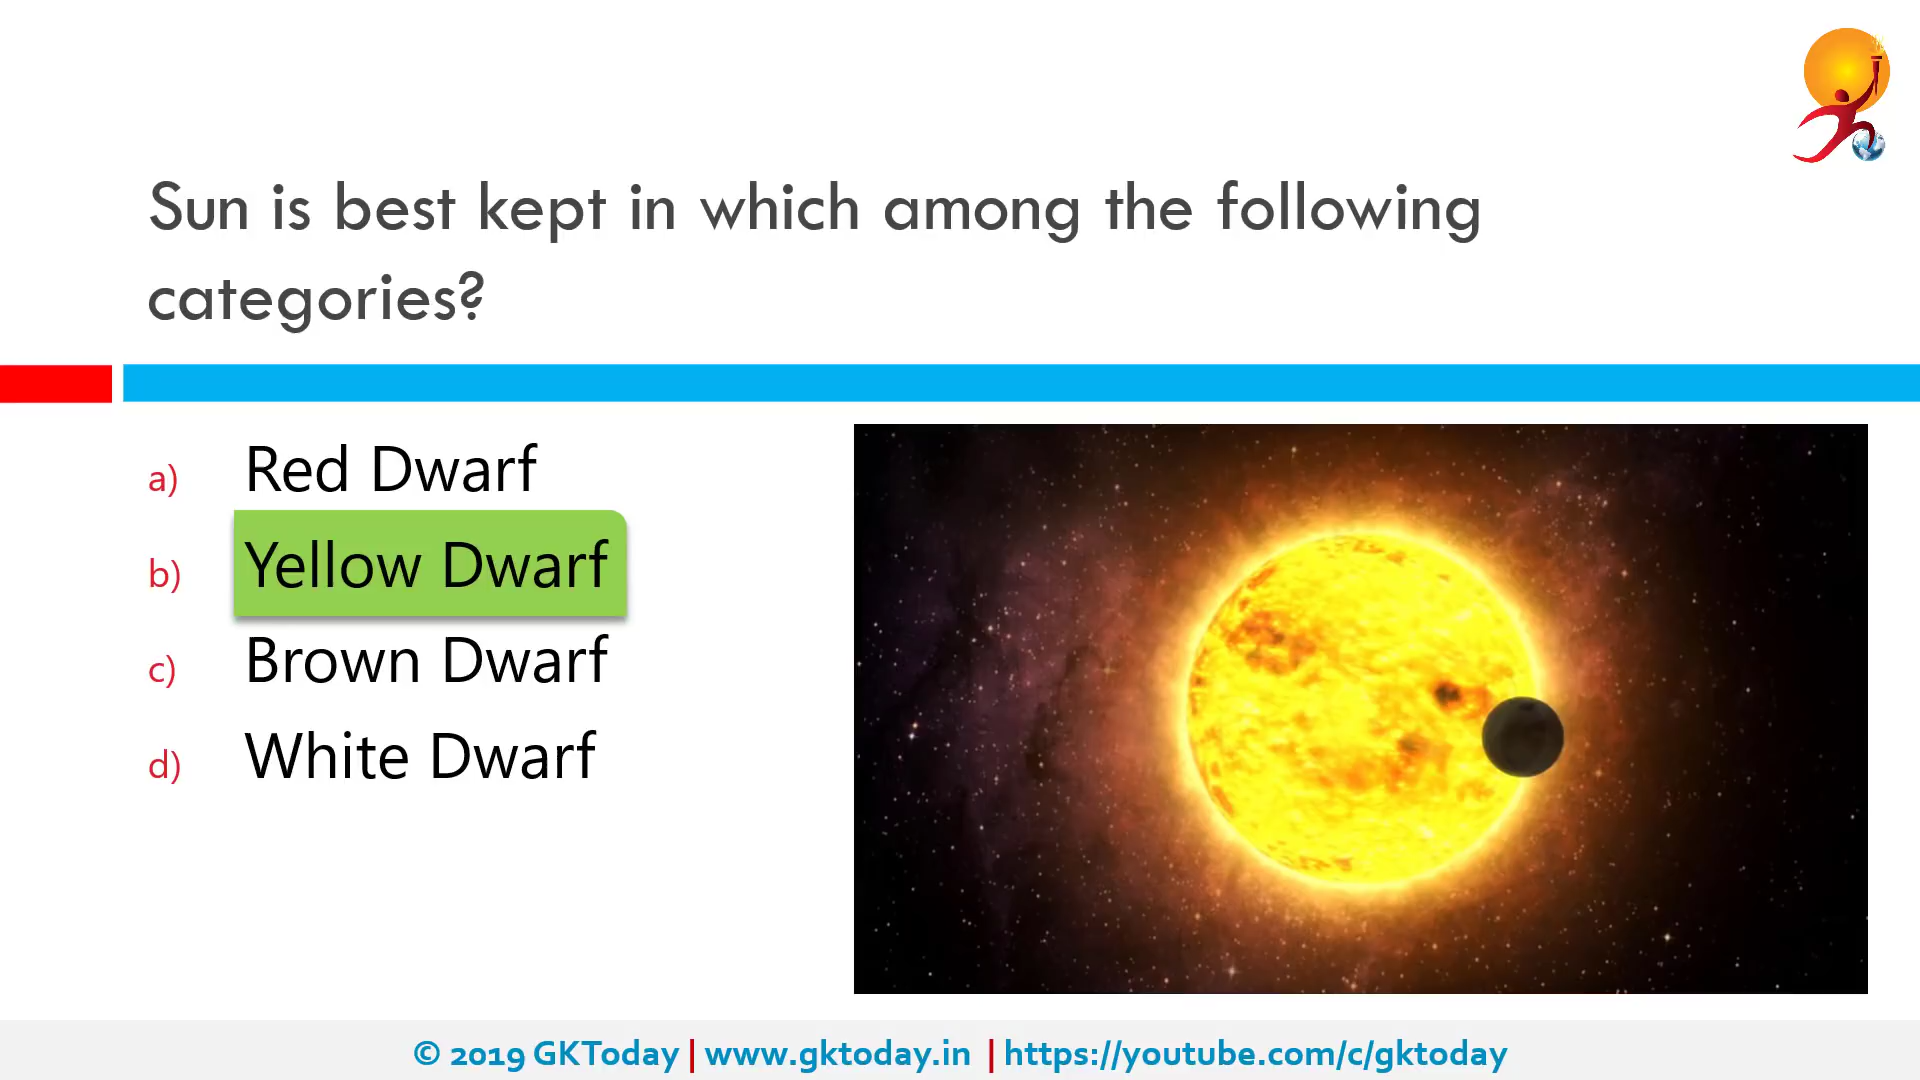 Sun is best kept in which among the following
categories?
a) Red Dwarf
b) Yellow Dwarf
c) Brown Dwarf
d) White Dwarf
© 2019 GKToday | www.gktoday.in | https://youtube.com/c/gktoday